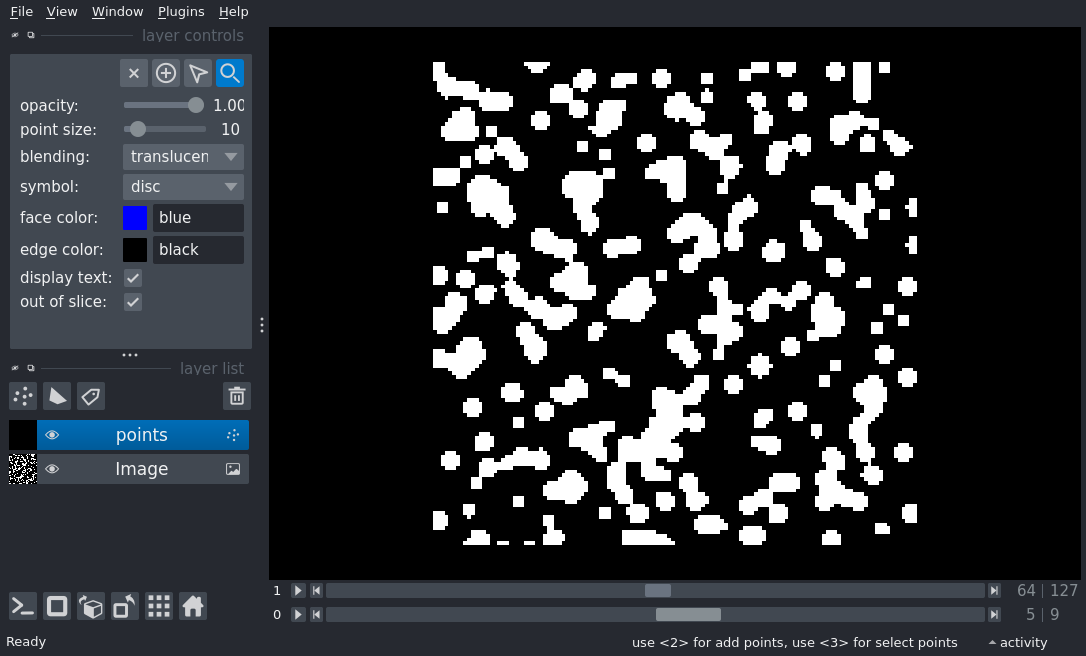 File View Window Plugins Help
layer controls
opacity: 1.00
point size: 10
blending: translucen
symbol: disc
face color: blue
edge color: black
display text:
out of slice:
layer list
points
Image
1 64 127
0 5 9
Ready use <2> for add points, use <3> for select points activity